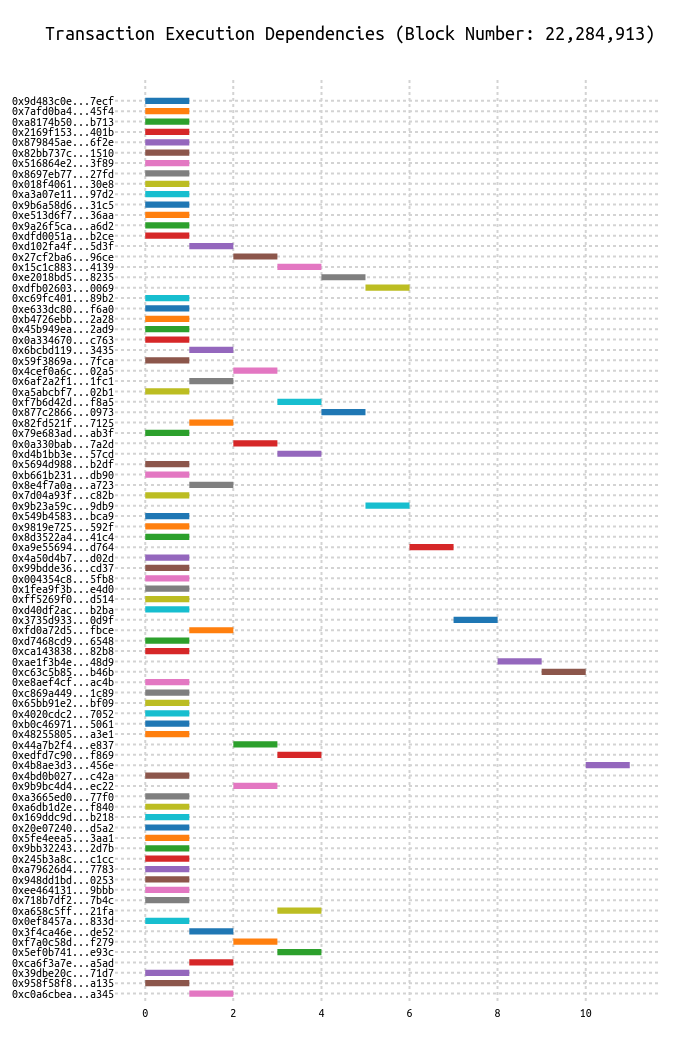 Transaction Execution Dependencies (Block Number: 22,284,913)
0x9d483c0e...7ecf
0x7afd0ba4...45f4
0xa8174b50...b713
0x2169f153...401b
0x879845ae...6f2e
0x82bb737c...1510
0x516864e2...3f89
0x8697eb77...27fd
0x018f4061...30e8
0xa3a07e11...97d2
0x9b6a58d6...31c5
0xe513d6f7...36aa
0x9a26f5ca...a6d2
0xdfd0051a...b2ce
0xd102fa4f...5d3f
0x27cf2ba6...96ce
0x15c1c883...4139
0xe2018bd5...8235
0xdfb02603...0069
0xc69fc401...89b2
0xe633dc80...f6a0
0xb4726ebb...2a28
0x45b949ea...2ad9
0x0a334670...c763
0x6bcbd119...3435
0x59f3869a...7fca
0x4cef0a6c...02a5
0x6af2a2f1...1fc1
0xa5abcbf7...02b1
0xf7b6d42d...f8a5
0x877c2866...0973
0x82fd521f...7125
0x79e683ad...ab3f
0x0a330bab...7a2d
0xd4b1bb3e...57cd
0x5694d988...b2df
0xb661b231...db90
0x8e4f7a0a...a723
0x7d04a93f...c82b
0x9b23a59c...9db9
0x549b4583...bca9
0x9819e725...592f
0x8d3522a4...41c4
0xa9e55694...d764
0x4a50d4b7...d02d
0x99bdde36...cd37
0x004354c8...5fb8
0x1fea9f3b...e4d0
0xff5269f0...d514
0xd40df2ac...b2ba
0x3735d933...0d9f
0xfd0a72d5...fbce
0xd7468cd9...6548
0xca143838...82b8
0xae1f3b4e...48d9
0xc63c5b85...b46b
0xe8aef4cf...ac4b
0xc869a449...1c89
0x65bb91e2...bf09
0x4020cdc2...7052
0xb0c46971...5061
0x48255805...a3e1
0x44a7b2f4...e837
0xedfd7c90...f869
0x4b8ae3d3...456e
0x4bd0b027...c42a
0x9b9bc4d4...ec22
0xa3665ed0...77f0
0xa6db1d2e...f840
0x169ddc9d...b218
0x20e07240...d5a2
0x5fe4eea5...3aa1
0x9bb32243...2d7b
0x245b3a8c...c1cc
0xa79626d4...7783
0x948dd1bd...0253
0xee464131...9bbb
0x718b7df2...7b4c
0xa658c5ff...21fa
0x0ef8457a...833d
0x3f4ca46e...de52
0xf7a0c58d...f279
0x5ef0b741...e93c
0xca6f3a7e...a5ad
0x39dbe20c...71d7
0x958f58f8...a135
0xc0a6cbea...a345
0 2 4 6 8 10